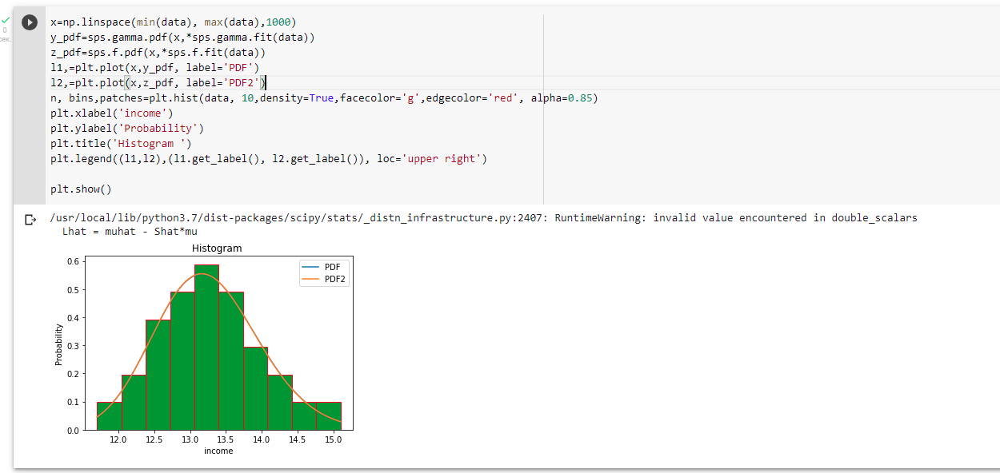 0
сек.
x=np.linspace(min(data), max(data),1000)
y_pdf=sps.gamma.pdf(x,*sps.gamma.fit(data))
z_pdf=sps.f.pdf(x,*sps.f.fit(data))
l1,=plt.plot(x,y_pdf, label='PDF')
l2,=plt.plot(x,z_pdf, label='PDF2')
n, bins,patches=plt.hist(data, 10,density=True,facecolor='g',edgecolor='red', alpha=0.85)
plt.xlabel('income')
plt.ylabel('Probability')
plt.title('Histogram ')
plt.legend((l1,l2),(l1.get_label(), l2.get_label()), loc='upper right')
plt.show()
/usr/local/lib/python3.7/dist-packages/scipy/stats/_distn_infrastructure.py:2407: RuntimeWarning: invalid value encountered in double_scalars
Lhat = muhat - Shat*mu
Histogram
PDF
PDF2
0.6
0.5
0.4
0.3
0.2
0.1
0.0
Probability
12.0 12.5 13.0 13.5 14.0 14.5 15.0
income